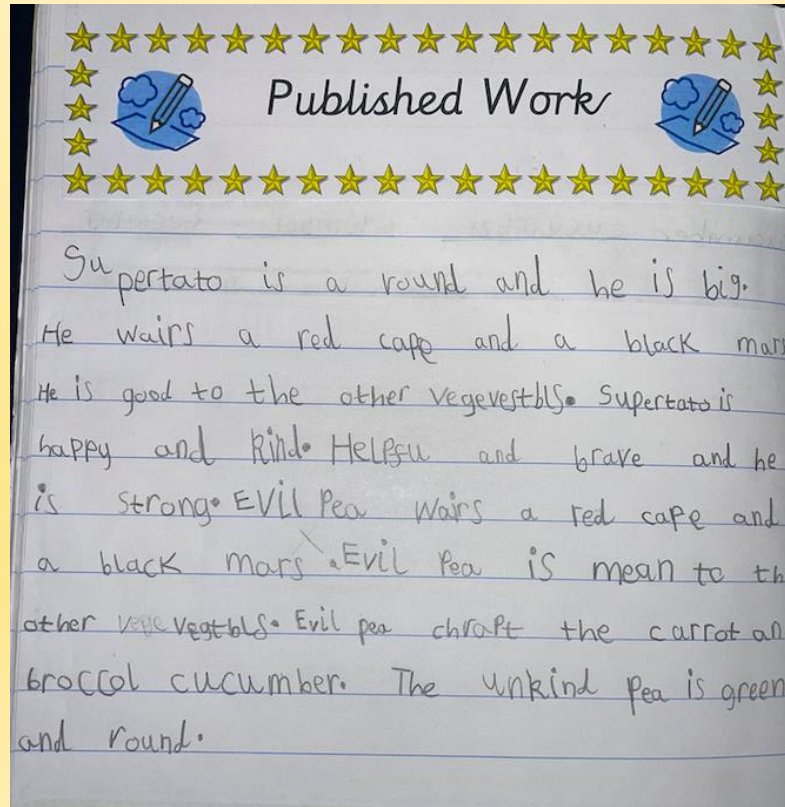 Published Work
Supertato is a round and he is big.
He wairs a red cape and a black mars
He is good to the other vegevestbls. Supertato is
happy and kind. Helpfu and brave and he
is strong. EVil Pea wairs a red cape and
a black mars. Evil Pea is mean to th
other vege vegtbls. Evil pea chrapt the carrot an
broccol cucumber. The unkind Pea is green
and round.